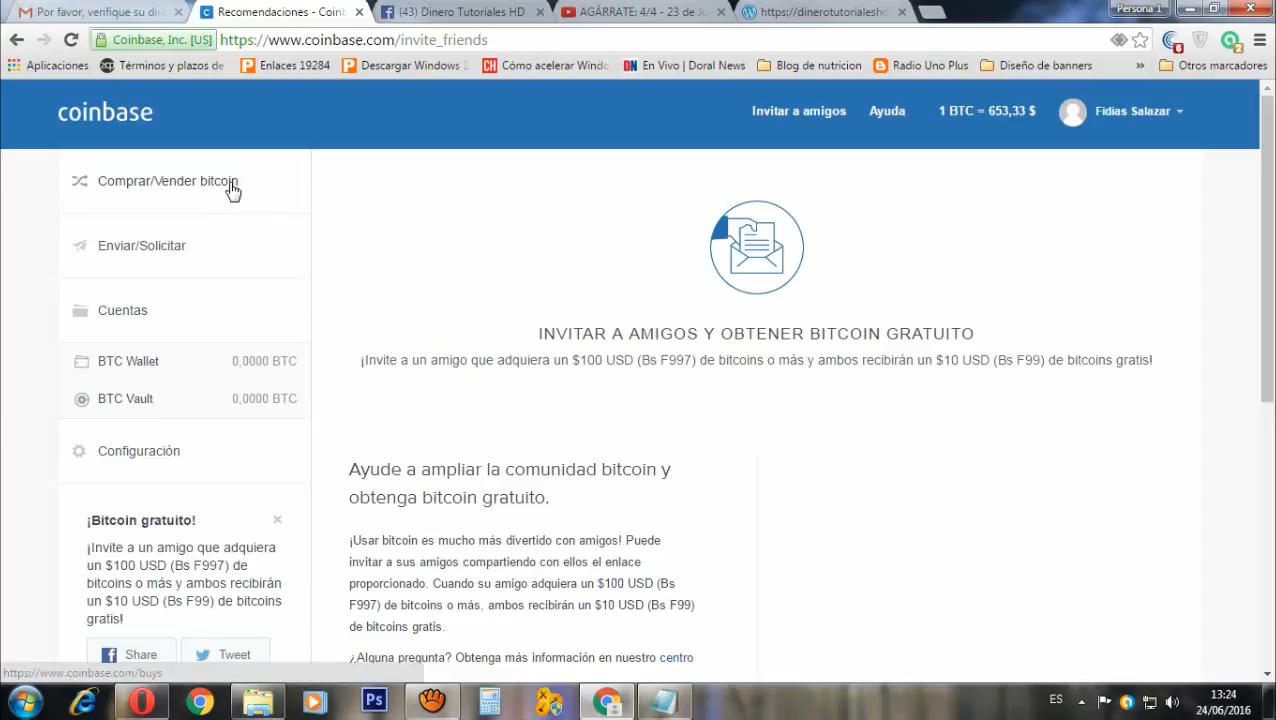 Por favor, verifique su dire
Recomendaciones - Coinba
(43) Dinero Tutoriales HD
AGÁRRATE: 4/4 - 23 de Ju
https://dinerotutorialeshd
Persona 1
Coinbase, Inc. [US]
https://www.coinbase.com/invite_friends
Aplicaciones
Términos y plazos de
Enlaces 19284
Descargar Windows
Cómo acelerar Windo
En Vivo | Doral News
Blog de nutricion
Radio Uno Plus
Diseño de banners
»
Otros marcadores
coinbase
Invitar a amigos
Ayuda
1 BTC = 653,33 $
Fidias Salazar
Comprar/Vender bitcoin
Enviar/Solicitar
Cuentas
BTC Wallet 0,0000 BTC
BTC Vault 0,0000 BTC
Configuración
¡Bitcoin gratuito!
¡Invite a un amigo que adquiera
un $100 USD (Bs F997) de
bitcoins o más y ambos recibirán
un $10 USD (Bs F99) de bitcoins
gratis!
Share
Tweet
INVITAR A AMIGOS Y OBTENER BITCOIN GRATUITO
¡Invite a un amigo que adquiera un $100 USD (Bs F997) de bitcoins o más y ambos recibirán un $10 USD (Bs F99) de bitcoins gratis!
Ayude a ampliar la comunidad bitcoin y
obtenga bitcoin gratuito.
¡Usar bitcoin es mucho más divertido con amigos! Puede
invitar a sus amigos compartiendo con ellos el enlace
proporcionado. Cuando su amigo adquiera un $100 USD (Bs
F997) de bitcoins o más, ambos recibirán un $10 USD (Bs F99)
de bitcoins gratis.
¿Alguna pregunta? Obtenga más información en nuestro centro
https://www.coinbase.com/buys
ES
13:24
24/06/2016